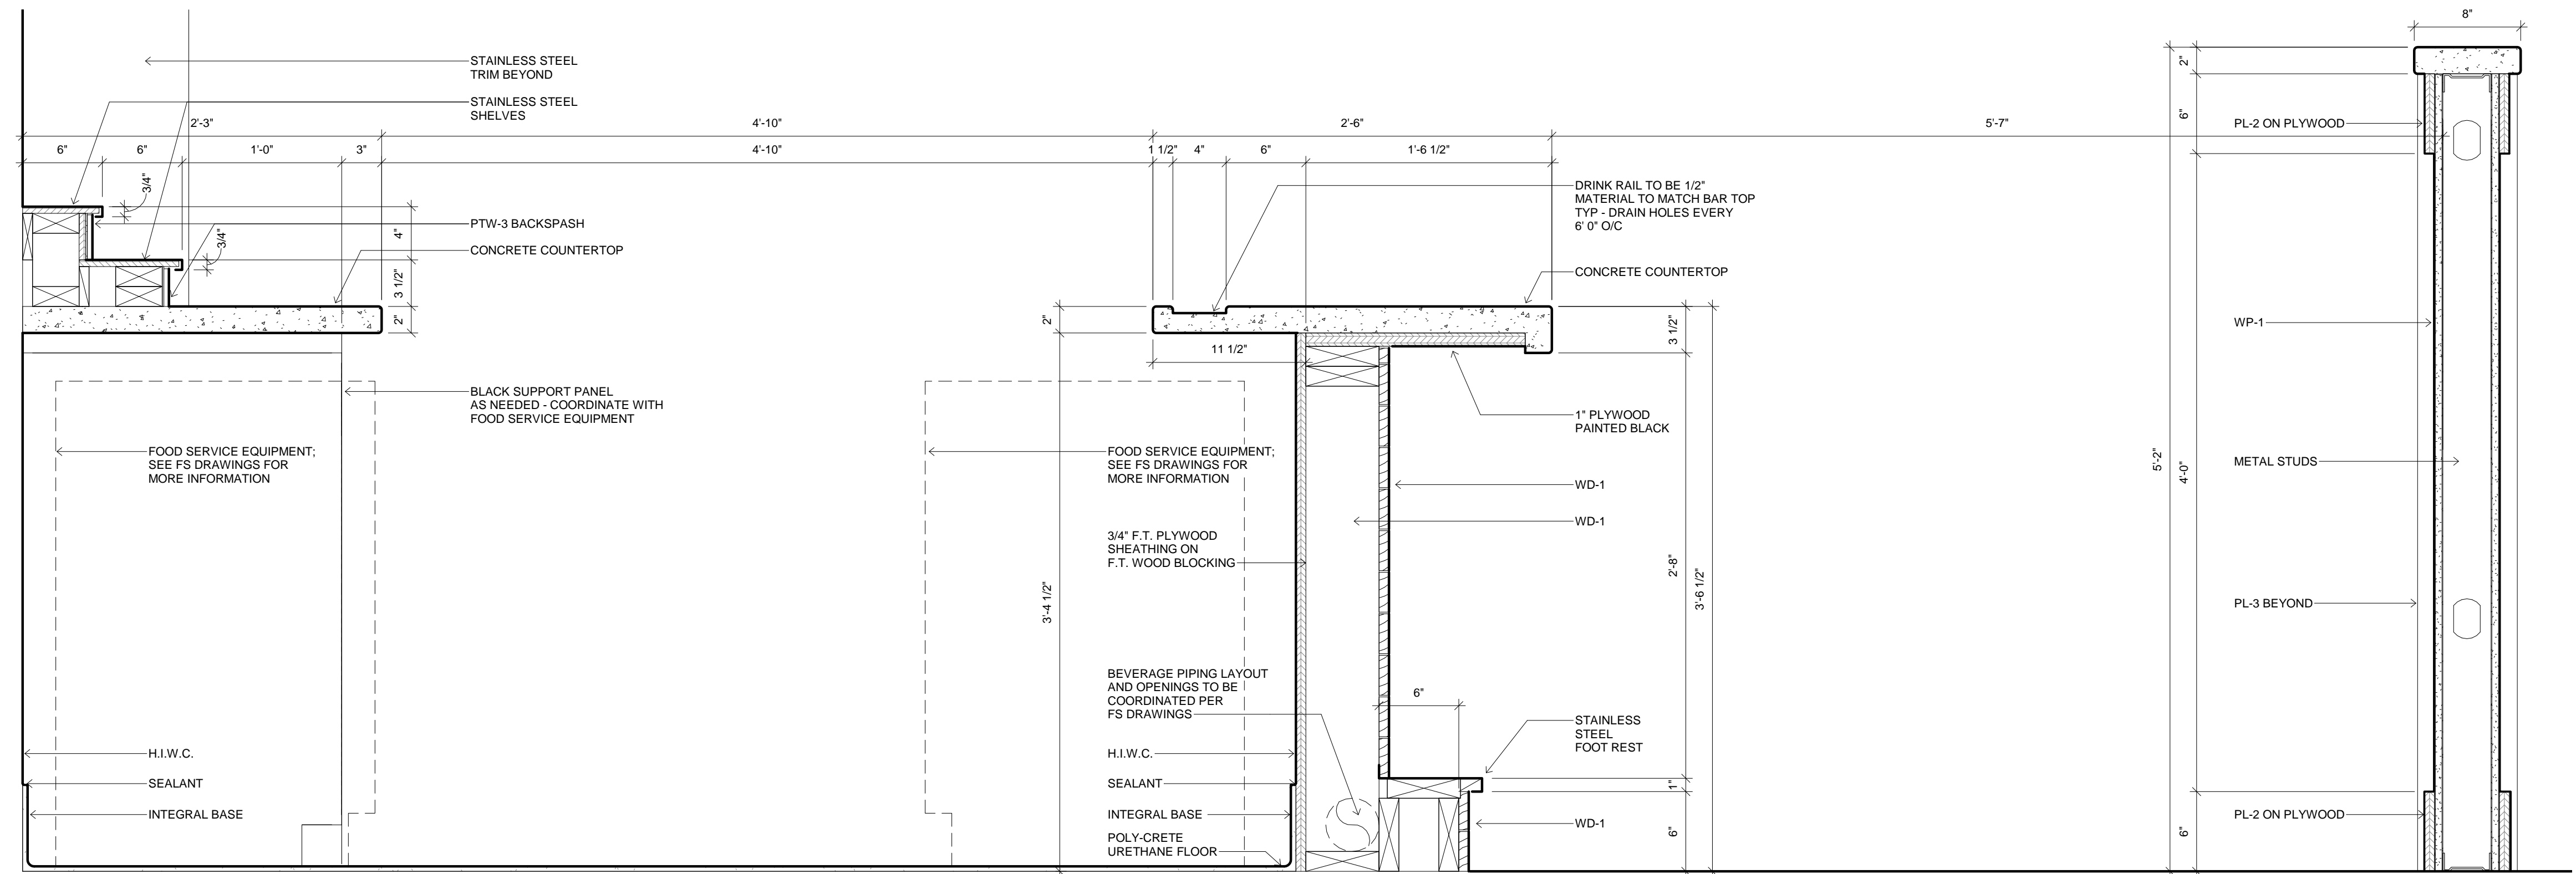 8"
STAINLESS STEEL
TRIM BEYOND
2"
STAINLESS STEEL
SHELVES
6"
2'-3"
4'-10"
2'-6"
5'-7"
PL-2 ON PLYWOOD
6"
6"
1'-0"
3"
4'-10"
1 1/2"
4"
6"
1'-6 1/2"
3/4"
DRINK RAIL TO BE 1/2"
MATERIAL TO MATCH BAR TOP
TYP - DRAIN HOLES EVERY
6' 0" O/C
PTW-3 BACKSPASH
4"
3/4"
CONCRETE COUNTERTOP
CONCRETE COUNTERTOP
3 1/2"
2"
2"
3 1/2"
WP-1
11 1/2"
BLACK SUPPORT PANEL
AS NEEDED - COORDINATE WITH
FOOD SERVICE EQUIPMENT
1" PLYWOOD
PAINTED BLACK
FOOD SERVICE EQUIPMENT;
SEE FS DRAWINGS FOR
MORE INFORMATION
FOOD SERVICE EQUIPMENT;
SEE FS DRAWINGS FOR
MORE INFORMATION
5'-2"
4'-0"
METAL STUDS
WD-1
WD-1
3/4" F.T. PLYWOOD
SHEATHING ON
F.T. WOOD BLOCKING
2'-8"
3'-6 1/2"
3'-4 1/2"
PL-3 BEYOND
BEVERAGE PIPING LAYOUT
AND OPENINGS TO BE
COORDINATED PER
FS DRAWINGS
6"
STAINLESS
STEEL
FOOT REST
H.I.W.C.
H.I.W.C.
SEALANT
SEALANT
1"
INTEGRAL BASE
INTEGRAL BASE
PL-2 ON PLYWOOD
S
WD-1
6"
6"
POLY-CRETE
URETHANE FLOOR